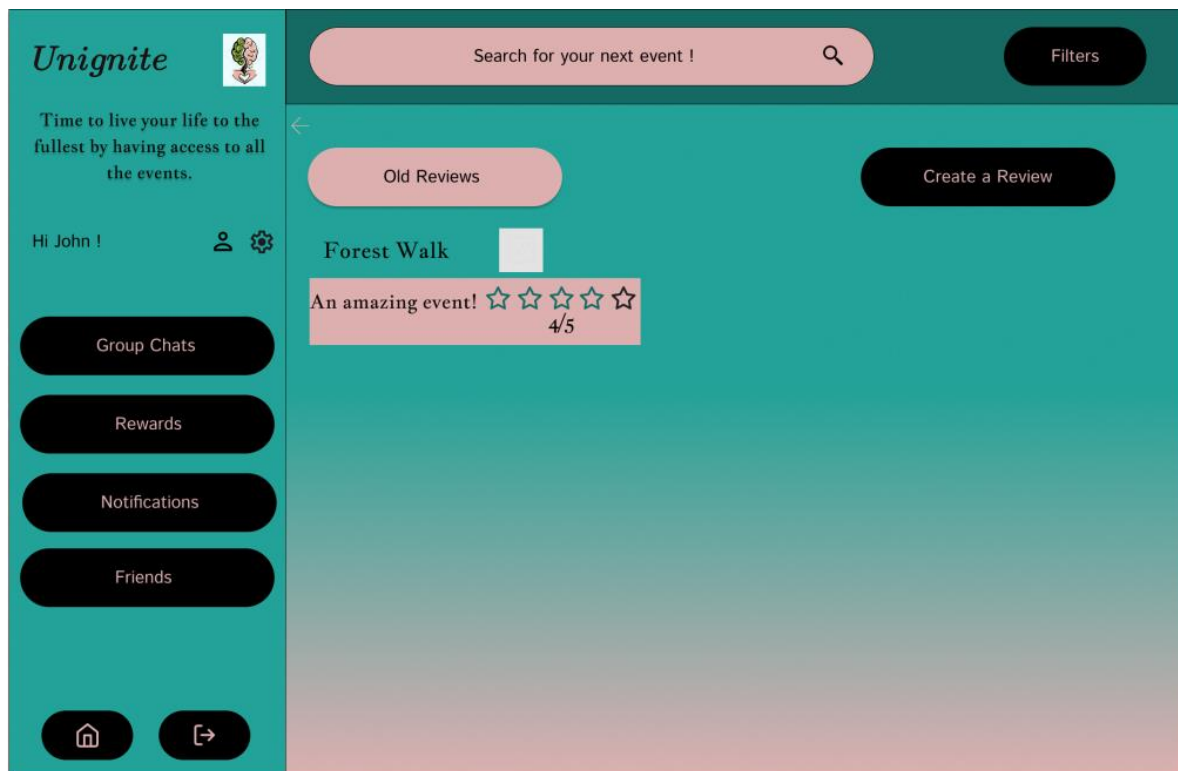 Unignite
Time to live your life to the
fullest by having access to all
the events.
Hi John !
Group Chats
Rewards
Notifications
Friends
Search for your next event !
Filters
Old Reviews
Create a Review
Forest Walk
An amazing event!
4/5